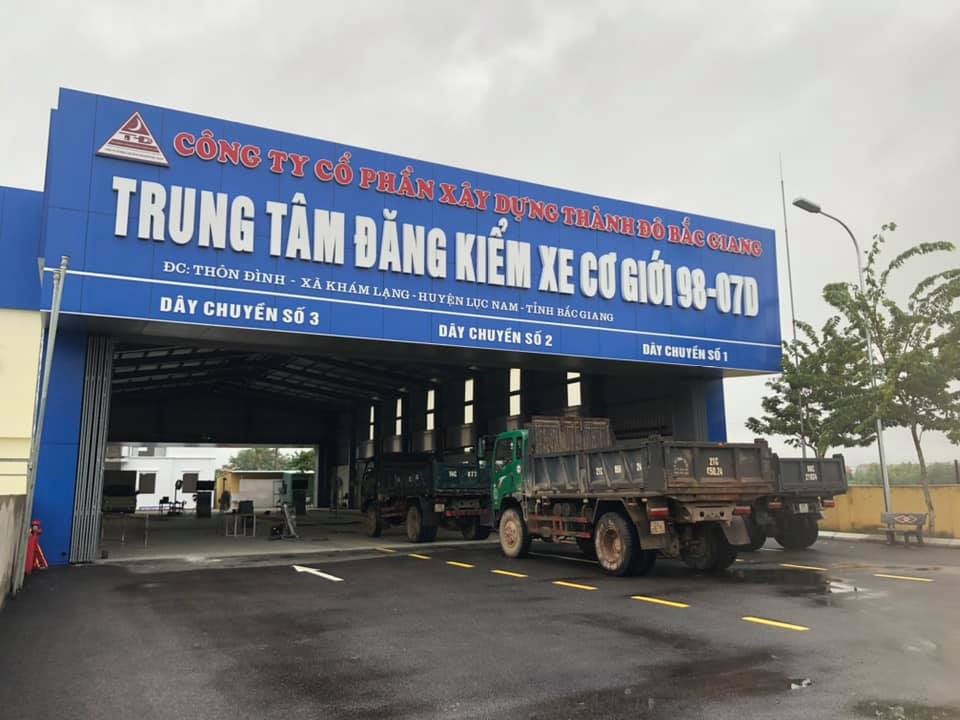 CÔNG TY CỔ PHẦN XÂY DỰNG THÀNH ĐÔ BẮC GIANG
TRUNG TÂM ĐĂNG KIỂM XE CƠ GIỚI 98-07D
ĐC: THÔN ĐÌNH - XÃ KHÁM LẠNG - HUYỆN LỤC NAM - TỈNH BẮC GIANG
DÂY CHUYỀN SỐ 3
DÂY CHUYỀN SỐ 2
DÂY CHUYỀN SỐ 1